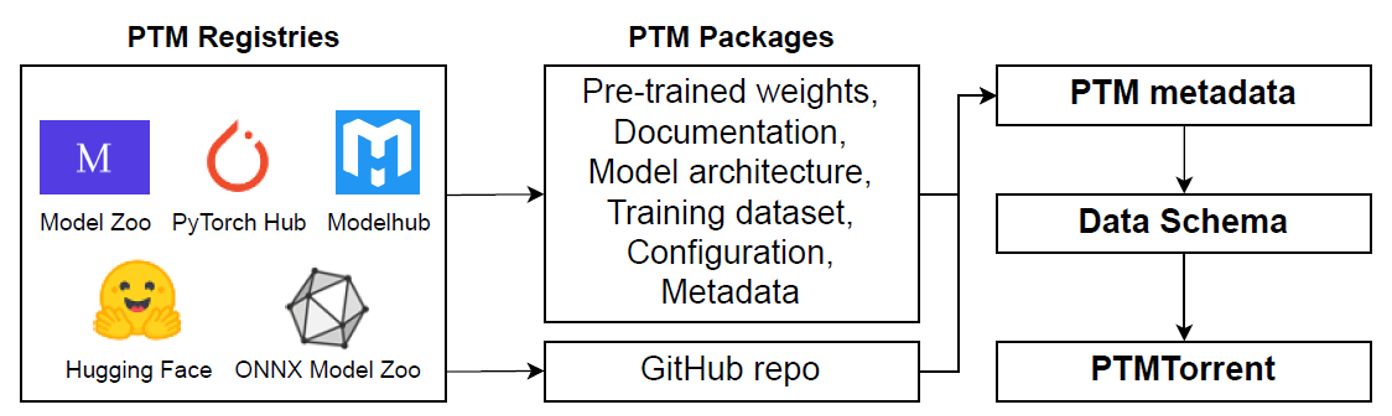 PTM Registries
M
Model Zoo
PyTorch Hub
Modelhub
Hugging Face
ONNX Model Zoo
PTM Packages
Pre-trained weights,
Documentation,
Model architecture,
Training dataset,
Configuration,
Metadata
GitHub repo
PTM metadata
Data Schema
PTMTorrent